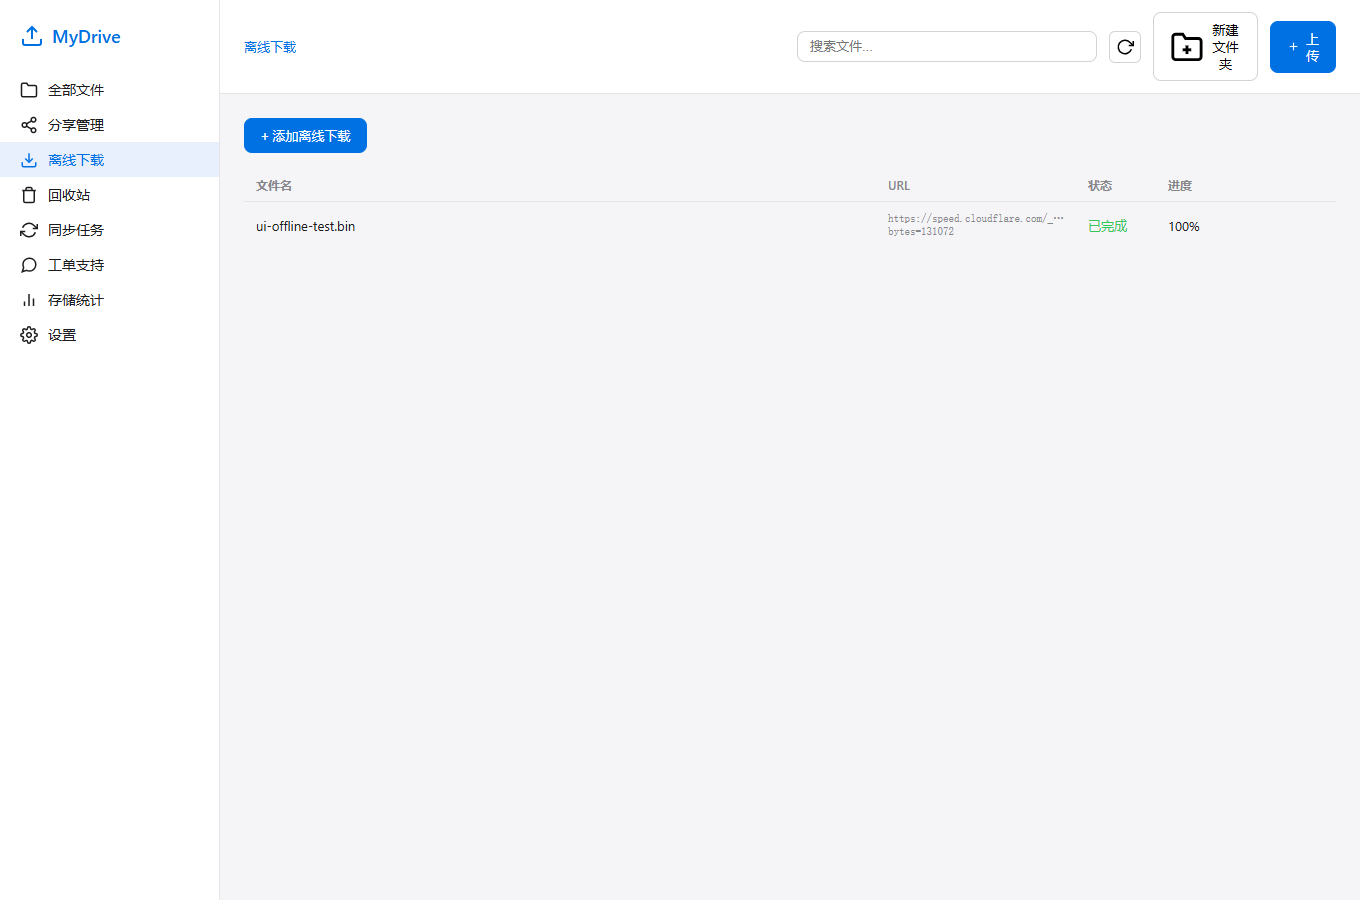 MyDrive
全部文件
分享管理
离线下载
回收站
同步任务
工单支持
存储统计
设置
离线下载
搜索文件...
新建
文件
夹
+ 上
传
+ 添加离线下载
文件名 URL 状态 进度
ui-offline-test.bin https://speed.cloudflare.com/_… 已完成 100%
bytes=131072